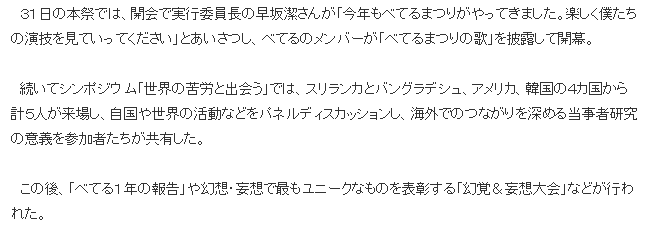 ３１日の本祭では、開会で実行委員長の早坂潔さんが「今年もべてるまつりがやってきました。楽しく僕たち
の演技を見ていってください」とあいさつし、べてるのメンバーが「べてるまつりの歌」を披露して開幕。
続いてシンポジウム「世界の苦労と出会う」では、スリランカとバングラデシュ、アメリカ、韓国の４カ国から
計５人が来場し、自国や世界の活動などをパネルディスカッションし、海外でのつながりを深める当事者研究
の意義を参加者たちが共有した。
この後、「べてる１年の報告」や幻想・妄想で最もユニークなものを表彰する「幻覚＆妄想大会」などが行わ
れた。